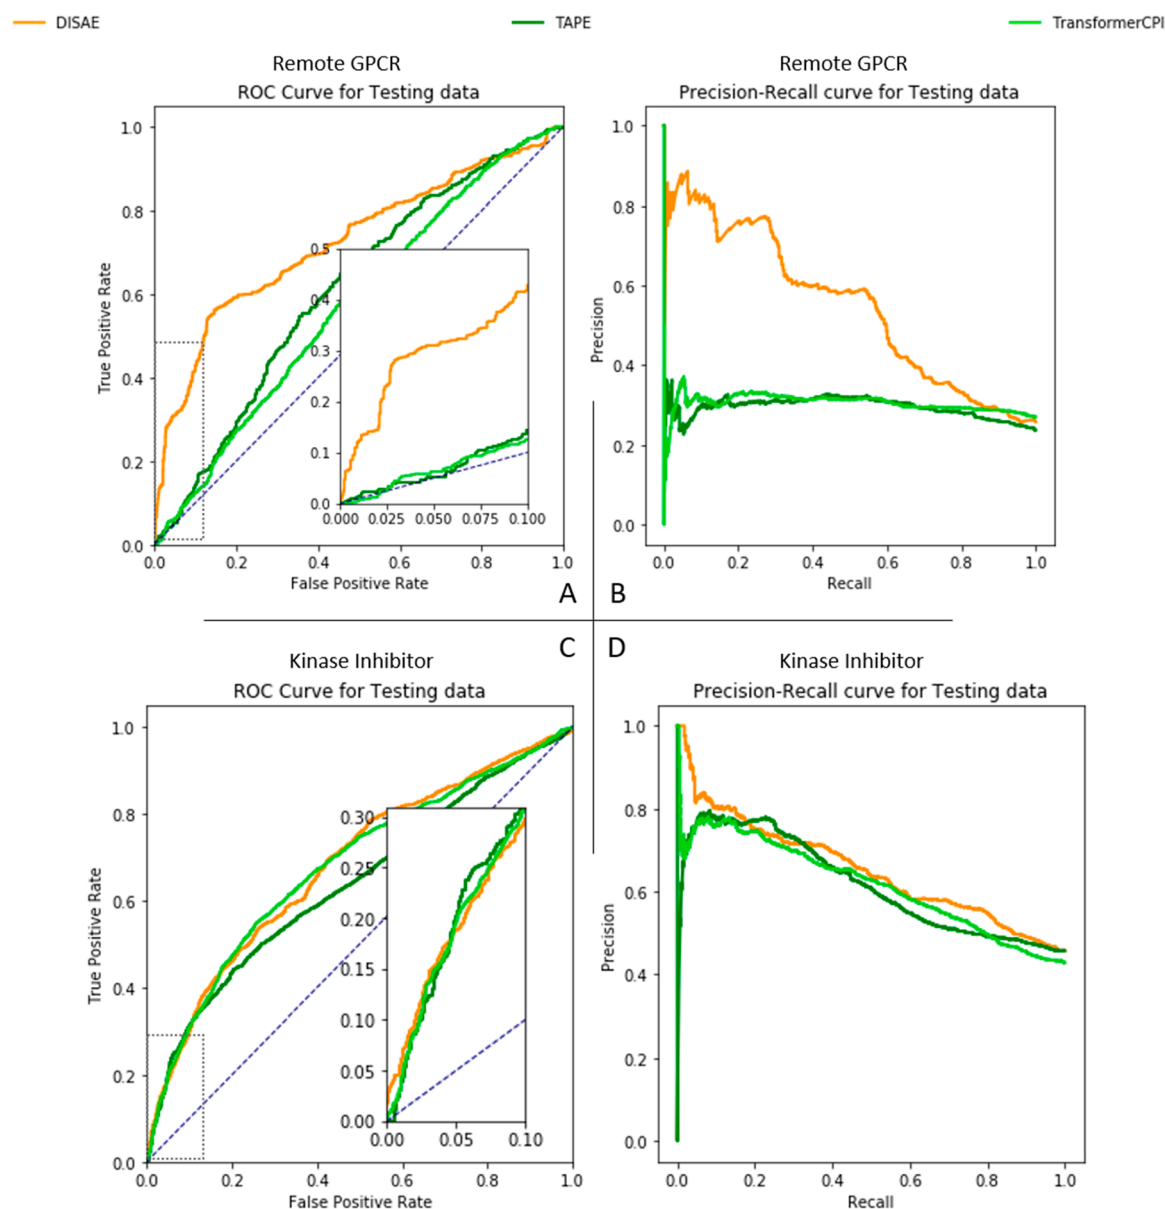 DISAE
TAPE
TransformerCPI
Remote GPCR
ROC Curve for Testing data
1.0
0.8
0.6
0.4
0.2
0.0
True Positive Rate
0.5
0.4
0.3
0.2
0.1
0.0
0.000 0.025 0.050 0.075 0.100
0.0 0.2 0.4 0.6 0.8 1.0
False Positive Rate
A
Remote GPCR
Precision-Recall curve for Testing data
1.0
0.8
0.6
0.4
0.2
0.0
Precision
0.0 0.2 0.4 0.6 0.8 1.0
Recall
B
C
Kinase Inhibitor
ROC Curve for Testing data
1.0
0.8
0.6
0.4
0.2
0.0
True Positive Rate
0.30
0.25
0.20
0.15
0.10
0.05
0.00
0.00 0.05 0.10
0.0 0.2 0.4 0.6 0.8 1.0
False Positive Rate
D
Kinase Inhibitor
Precision-Recall curve for Testing data
1.0
0.8
0.6
0.4
0.2
0.0
Precision
0.0 0.2 0.4 0.6 0.8 1.0
Recall